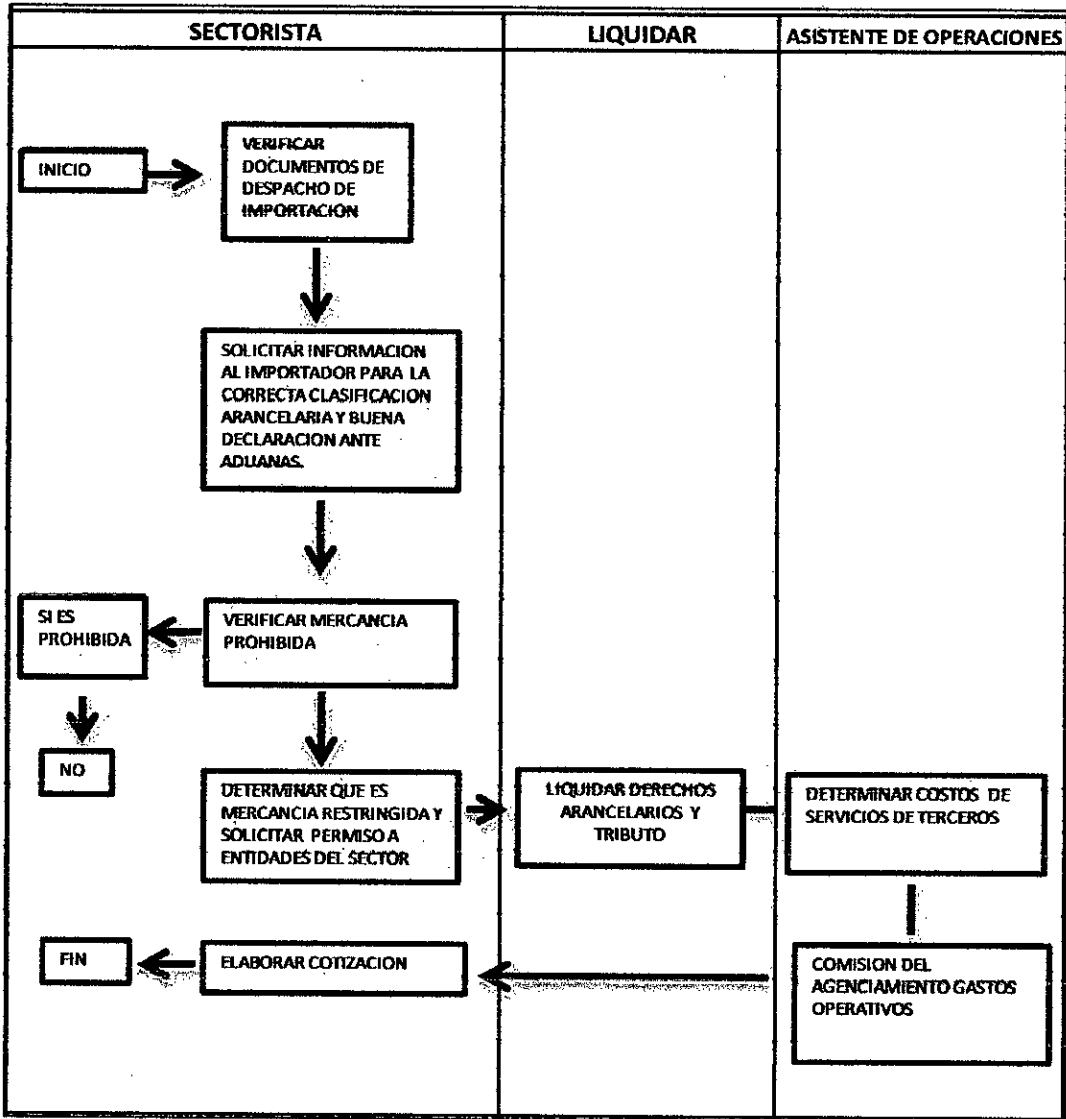 SECTORISTA
LIQUIDAR
ASISTENTE DE OPERACIONES
INICIO
VERIFICAR
DOCUMENTOS DE
DESPACHO DE
IMPORTACION
SOLICITAR INFORMACION
AL IMPORTADOR PARA LA
CORRECTA CLASIFICACION
ARANCELARIA Y BUENA
DECLARACION ANTE
ADUANAS.
SI ES
PROHIBIDA
VERIFICAR MERCANCIA
PROHIBIDA
NO
DETERMINAR QUE ES
MERCANCIA RESTRINGIDA Y
SOLICITAR PERMISO A
ENTIDADES DEL SECTOR
LIQUIDAR DERECHOS
ARANCELARIOS Y
TRIBUTO
DETERMINAR COSTOS DE
SERVICIOS DE TERCEROS
FIN
ELABORAR COTIZACION
COMISION DEL
AGENCIAMIENTO GASTOS
OPERATIVOS